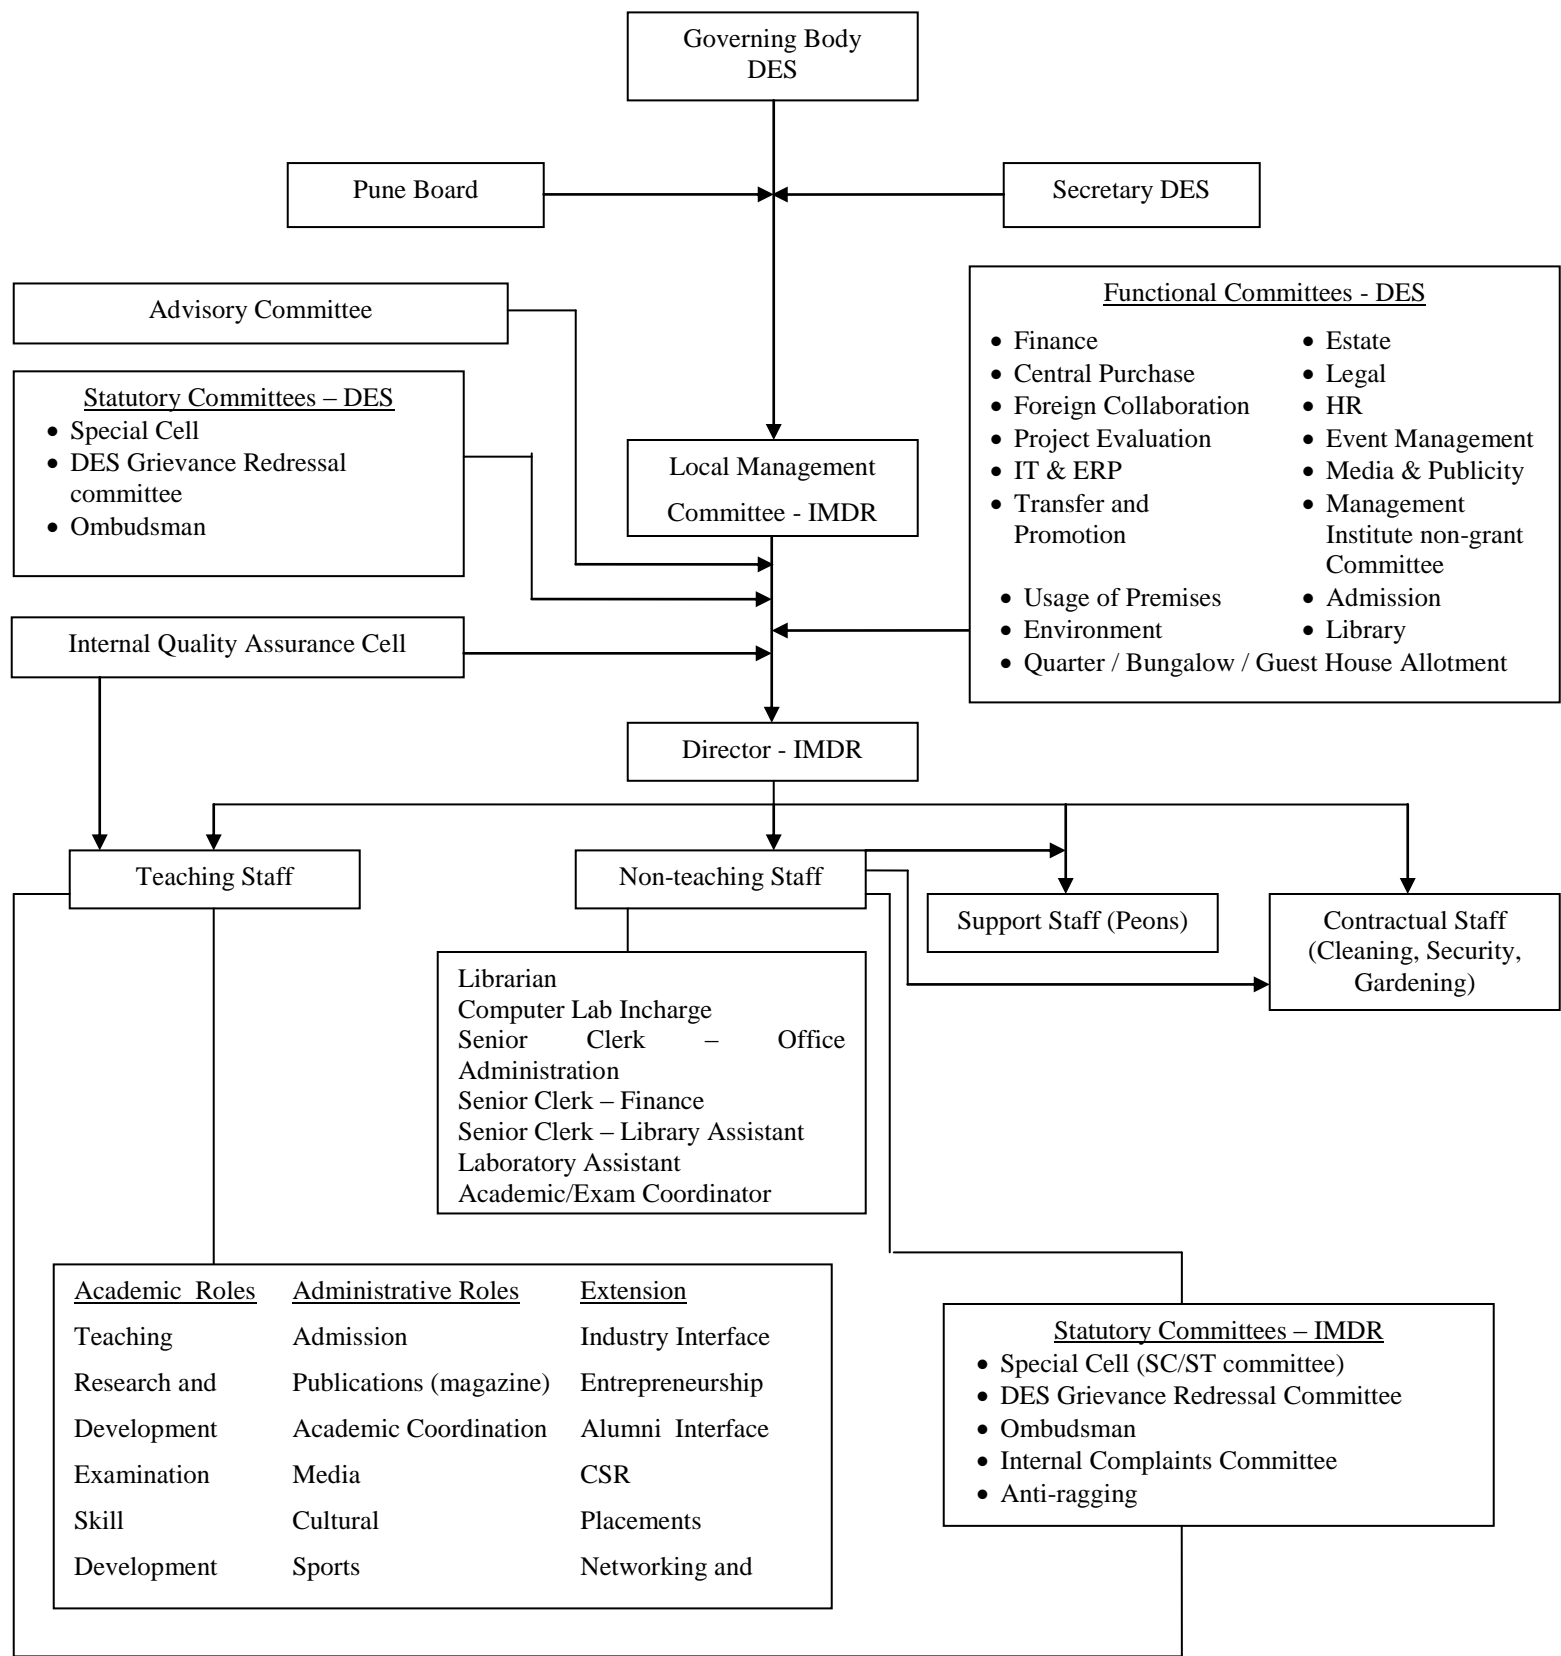 Governing Body
DES
Pune Board
Secretary DES
Advisory Committee
Statutory Committees – DES
• Special Cell
• DES Grievance Redressal
committee
• Ombudsman
Functional Committees - DES
• Finance
• Central Purchase
• Foreign Collaboration
• Project Evaluation
• IT & ERP
• Transfer and
Promotion
• Estate
• Legal
• HR
• Event Management
• Media & Publicity
• Management
Institute non-grant
Committee
• Usage of Premises
• Admission
• Environment
• Library
• Quarter / Bungalow / Guest House Allotment
Local Management
Committee - IMDR
Internal Quality Assurance Cell
Director - IMDR
Teaching Staff
Non-teaching Staff
Support Staff (Peons)
Contractual Staff
(Cleaning, Security,
Gardening)
Librarian
Computer Lab Incharge
Senior Clerk – Office
Administration
Senior Clerk – Finance
Senior Clerk – Library Assistant
Laboratory Assistant
Academic/Exam Coordinator
Academic Roles
Teaching
Research and
Development
Examination
Skill
Development
Administrative Roles
Admission
Publications (magazine)
Academic Coordination
Media
Cultural
Sports
Extension
Industry Interface
Entrepreneurship
Alumni Interface
CSR
Placements
Networking and
Statutory Committees – IMDR
• Special Cell (SC/ST committee)
• DES Grievance Redressal Committee
• Ombudsman
• Internal Complaints Committee
• Anti-ragging